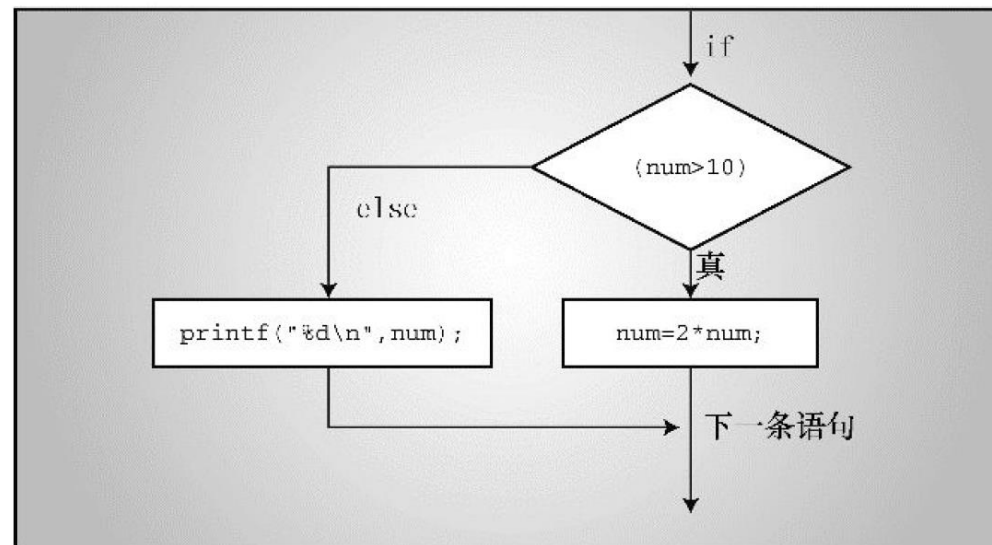 if
(num>10)
else
真
printf("%d\n",num);
num=2*num;
下一条语句